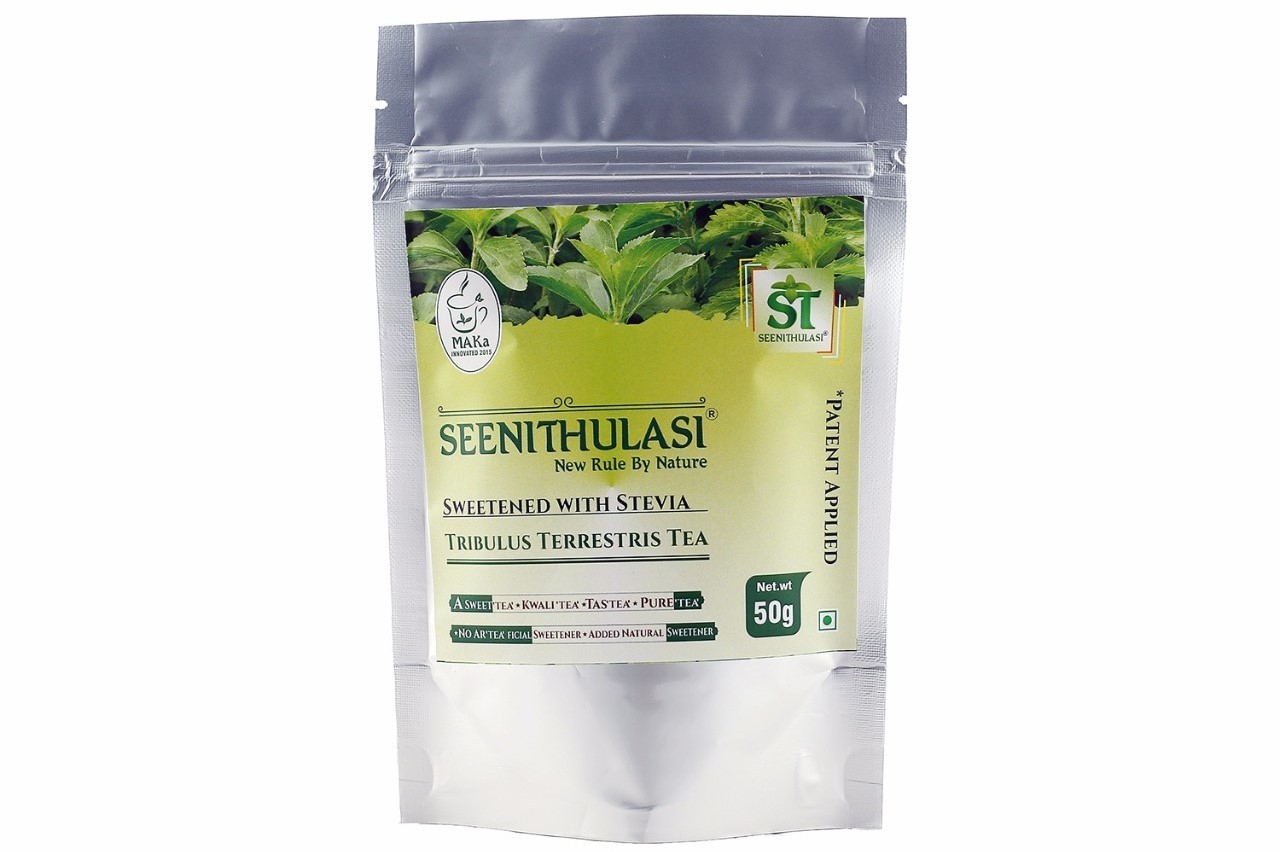 MAKa
INNOVATED 2015
ST
SEENITHULASI®
SEENITHULASI®
New Rule By Nature
SWEETENED WITH STEVIA
TRIBULUS TERRESTRIS TEA
A SWEET'TEA' ★ KWALI'TEA' ★ TAS'TEA' ★ PURE'TEA'
★NO AR'TEA' FICIAL SWEETENER ★ ADDED NATURAL SWEETENER
*PATENT APPLIED
Net.wt
50g